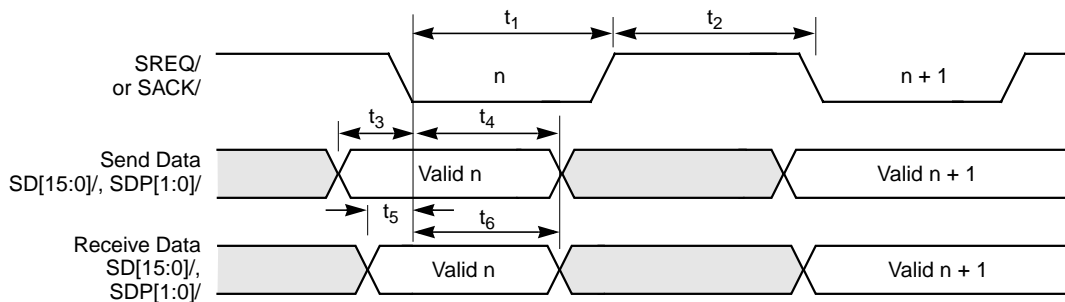 t1
t2
SREQ/
or SACK/
n
n + 1
t3
t4
Send Data
SD[15:0]/, SDP[1:0]/
Valid n
Valid n + 1
t5
t6
Receive Data
SD[15:0]/,
SDP[1:0]/
Valid n
Valid n + 1